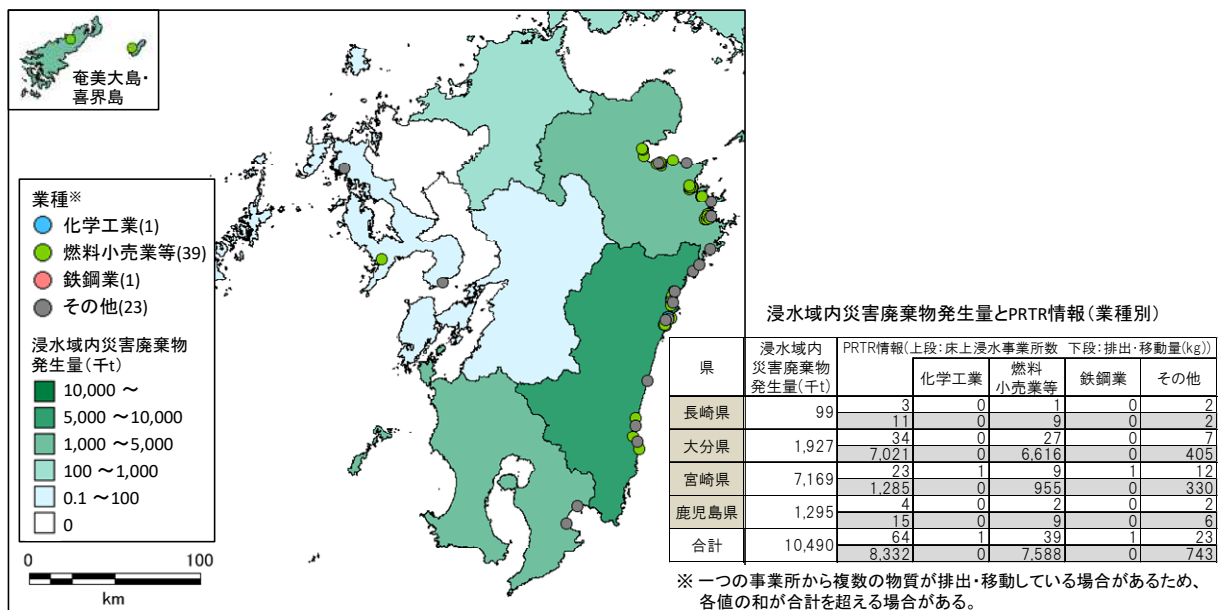 奄美大島・
喜界島
業種※
化学工業(1)
燃料小売業等(39)
鉄鋼業(1)
その他(23)
浸水域内災害廃棄物
発生量(千t)
10,000 ~
5,000 ~10,000
1,000 ~5,000
100 ~1,000
0.1 ~100
0
0 100
km
浸水域内災害廃棄物発生量とPRTR情報(業種別)
県 浸水域内災害廃棄物発生量(千t) PRTR情報(上段:床上浸水事業所数 下段:排出・移動量(kg))
化学工業 燃料小売業等 鉄鋼業 その他
長崎県 99 3 0 1 0 2
11 0 9 0 2
大分県 1,927 34 0 27 0 7
7,021 0 6,616 0 405
宮崎県 7,169 23 1 9 1 12
1,285 0 955 0 330
鹿児島県 1,295 4 0 2 0 2
15 0 9 0 6
合計 10,490 64 1 39 1 23
8,332 0 7,588 0 743
※ 一つの事業所から複数の物質が排出・移動している場合があるため、
各値の和が合計を超える場合がある。